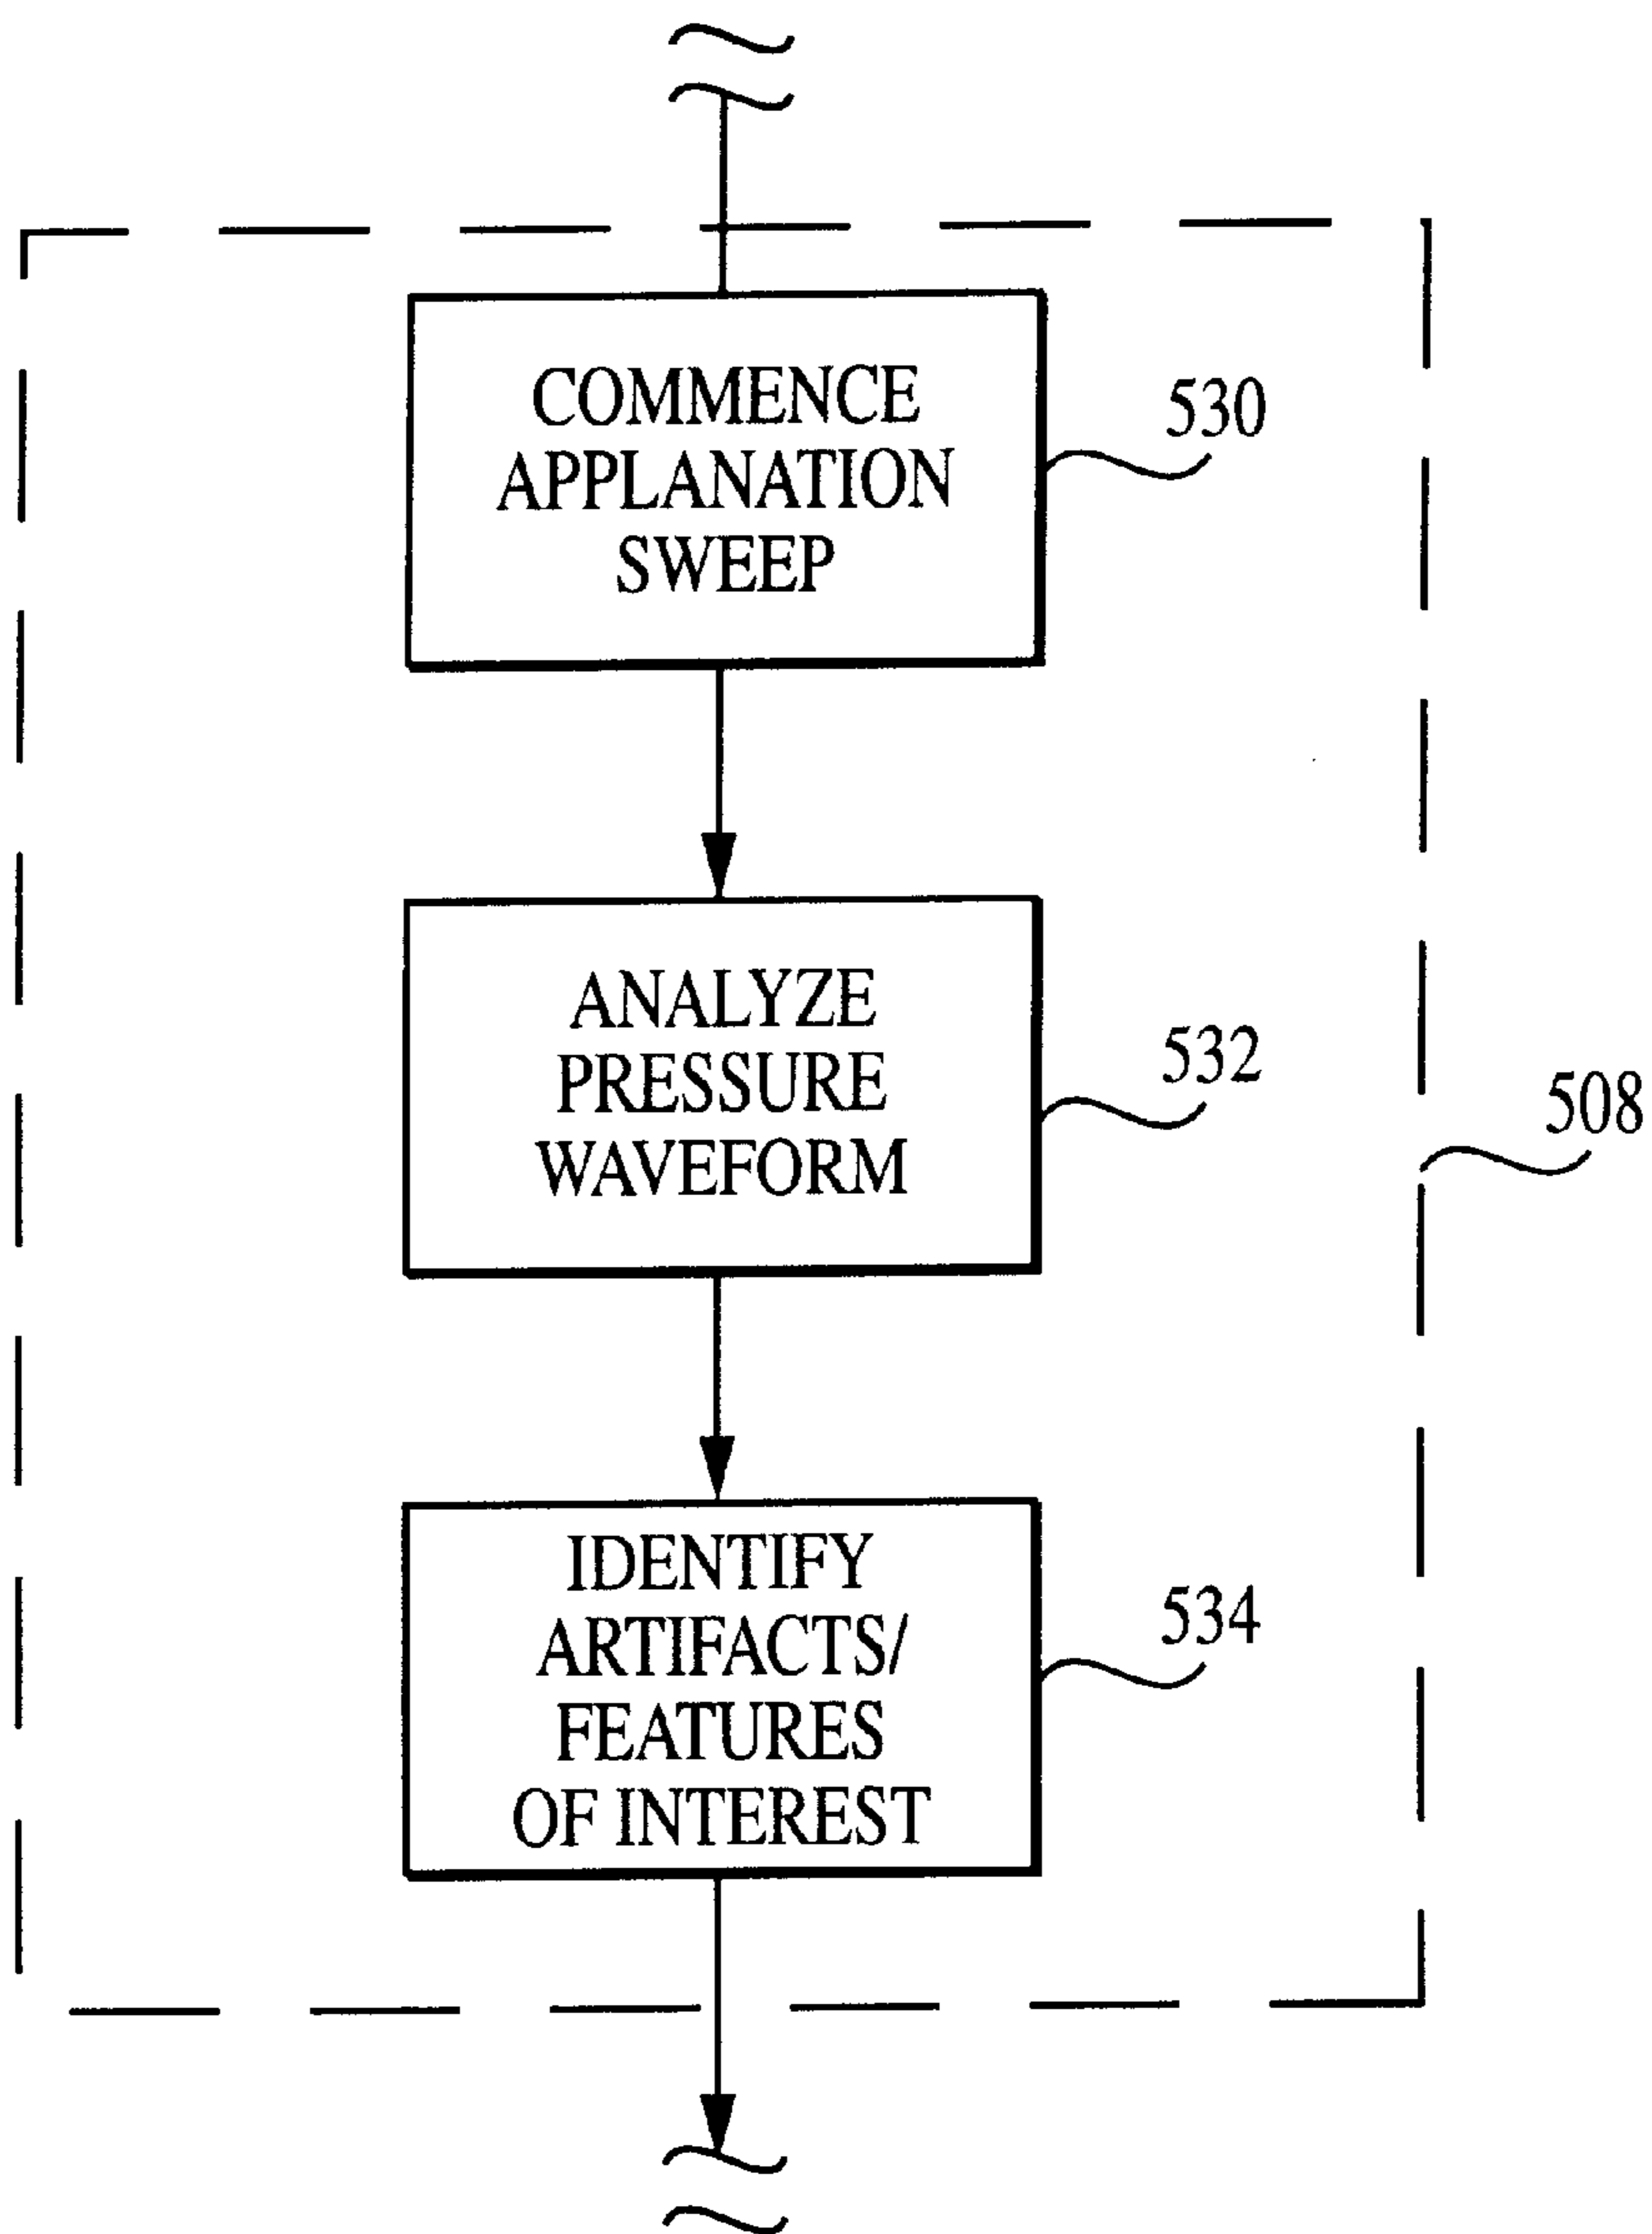 COMMENCE
APPLANATION
SWEEP
530
ANALYZE
PRESSURE
WAVEFORM
532
508
IDENTIFY
ARTIFACTS/
FEATURES
OF INTEREST
534